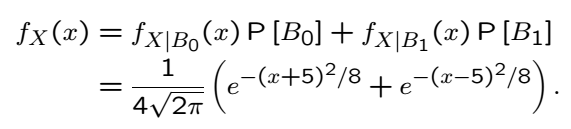 f_X(x) = f_{X|B_0}(x) P [B_0] + f_{X|B_1}(x) P [B_1]
= \frac{1}{4\sqrt{2\pi}} \left( e^{-(x+5)^2/8} + e^{-(x-5)^2/8} \right).